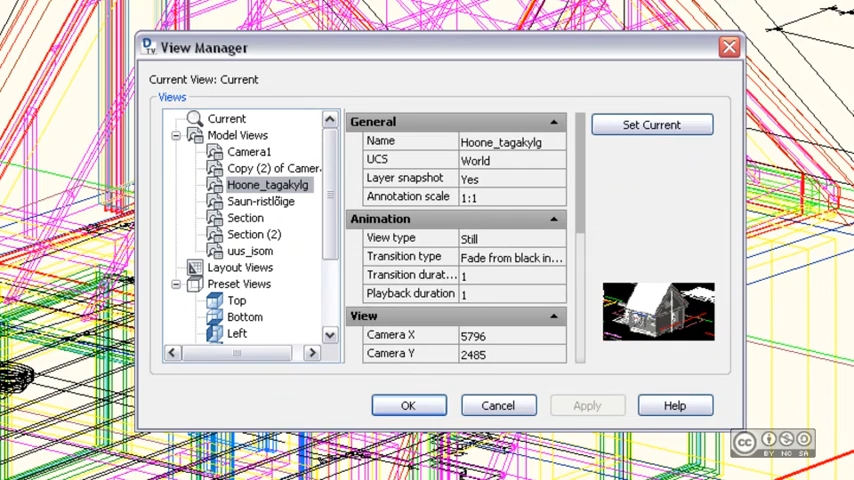 D
TV
View Manager
Current View: Current
Views
Current
Model Views
Camera1
Copy (2) of Camer
Hoone_tagakylg
Saun-ristlõige
Section
Section (2)
uus_isom
Layout Views
Preset Views
Top
Bottom
Left
General
Name Hoone_tagakylg
UCS World
Layer snapshot Yes
Annotation scale 1:1
Animation
View type Still
Transition type Fade from black in...
Transition durat... 1
Playback duration 1
View
Camera X 5796
Camera Y 2485
Set Current
OK
Cancel
Apply
Help
cc
BY NC SA